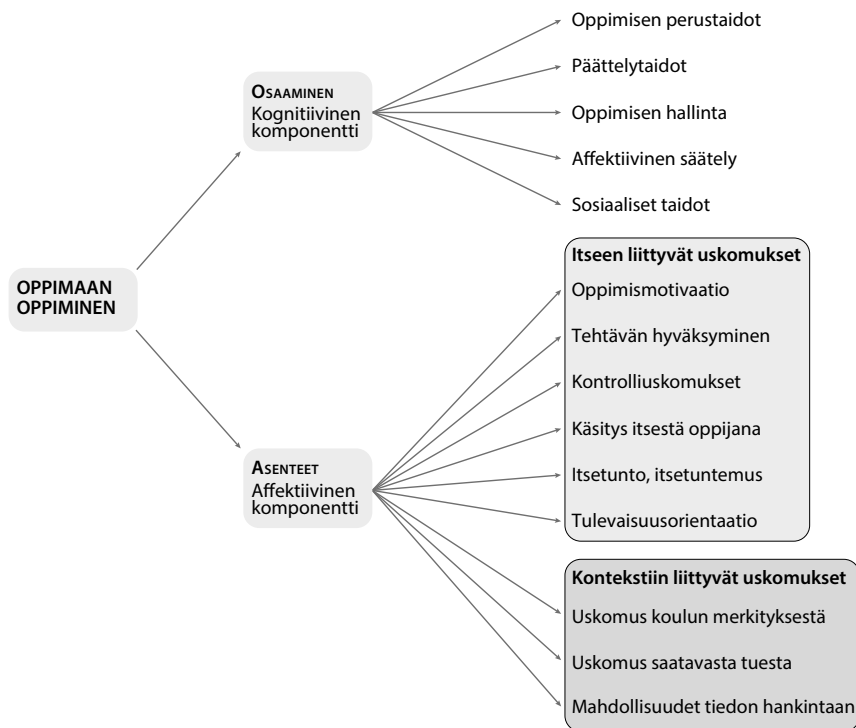 OPPIMAAN
OPPIMINEN
OSAAMINEN
Kognitiivinen
komponentti
Oppimisen perustaidot
Päättelytaidot
Oppimisen hallinta
Affektiivinen säätely
Sosiaaliset taidot
ASENTEET
Affektiivinen
komponentti
Itseen liittyvät uskomukset
Oppimismotivaatio
Tehtävän hyväksyminen
Kontrolliuskomukset
Käsitys itsestä oppijana
Itsetunto, itsetuntemus
Tulevaisuusorientaatio
Kontekstiin liittyvät uskomukset
Uskomus koulun merkityksestä
Uskomus saatavasta tuesta
Mahdollisuudet tiedon hankintaan